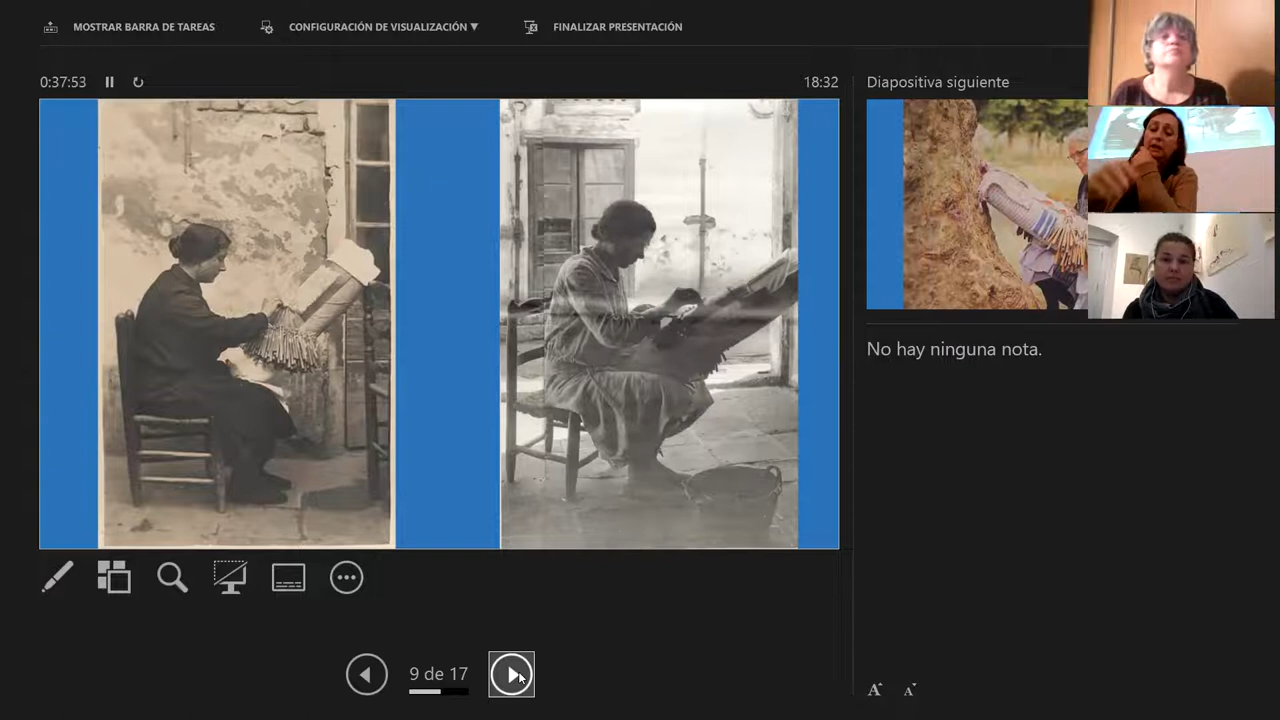 MOSTRAR BARRA DE TAREAS
CONFIGURACIÓN DE VISUALIZACIÓN ▼
FINALIZAR PRESENTACIÓN
0:37:53
18:32
Diapositiva siguiente
No hay ninguna nota.
9 de 17
A A